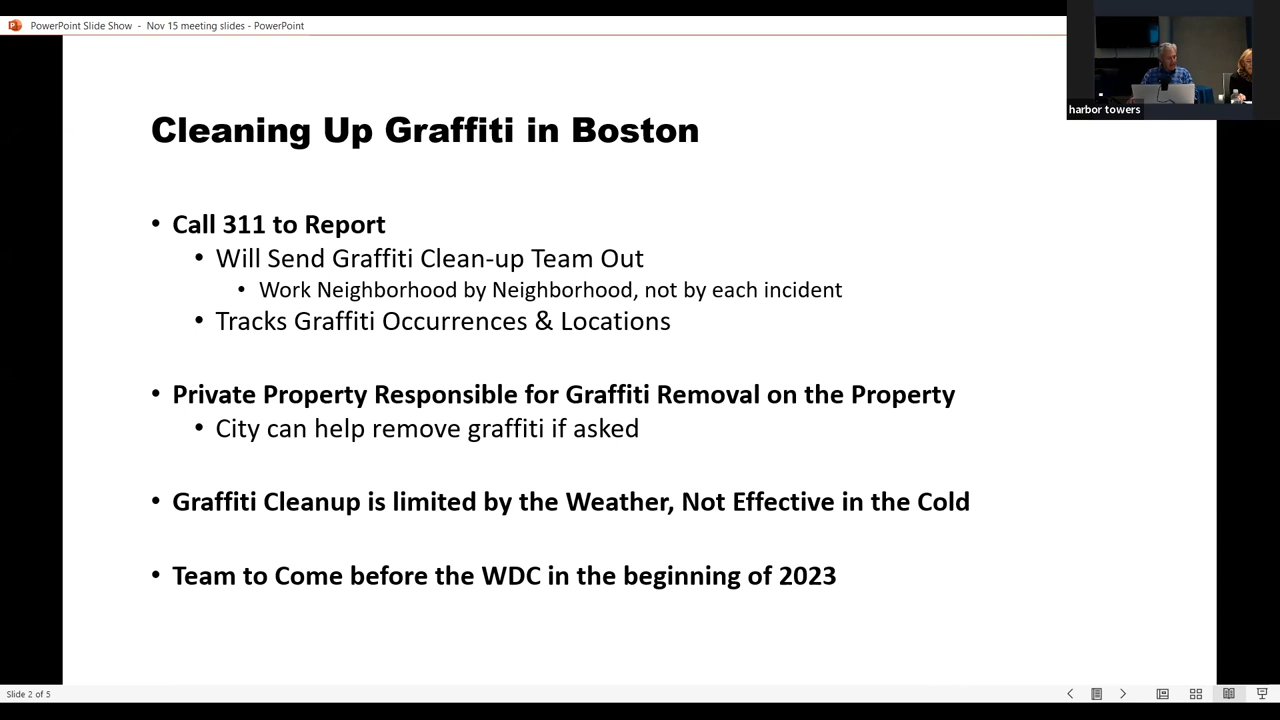 PowerPoint Slide Show - Nov 15 meeting slides - PowerPoint
harbor towers
Cleaning Up Graffiti in Boston
• Call 311 to Report
• Will Send Graffiti Clean-up Team Out
• Work Neighborhood by Neighborhood, not by each incident
• Tracks Graffiti Occurrences & Locations
• Private Property Responsible for Graffiti Removal on the Property
• City can help remove graffiti if asked
• Graffiti Cleanup is limited by the Weather, Not Effective in the Cold
• Team to Come before the WDC in the beginning of 2023
Slide 2 of 5